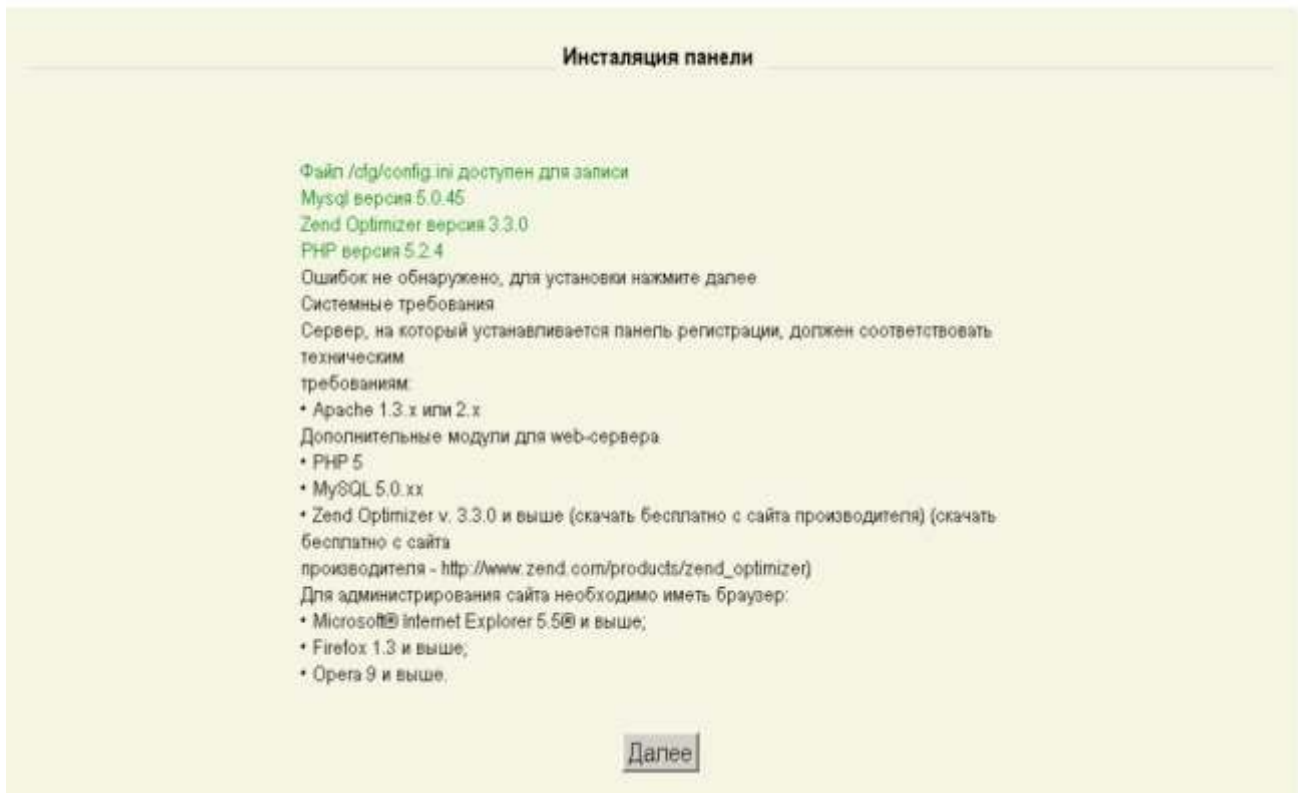 Инсталяция панели
Файл /cfg/config.ini доступен для записи
Mysql версия 5.0.45
Zend Optimizer версия 3.3.0
PHP версия 5.2.4
Ошибок не обнаружено, для установки нажмите далее
Системные требования
Сервер, на который устанавливается панель регистрации, должен соответствовать
техническим
требованиям:
• Apache 1.3.x или 2.x
Дополнительные модули для web-сервера
• PHP 5
• MySQL 5.0.xx
• Zend Optimizer v. 3.3.0 и выше (скачать бесплатно с сайта производителя) (скачать
бесплатно с сайта
производителя - http://www.zend.com/products/zend_optimizer)
Для администрирования сайта необходимо иметь браузер:
• Microsoft® Internet Explorer 5.5® и выше;
• Firefox 1.3 и выше;
• Opera 9 и выше.
Далее